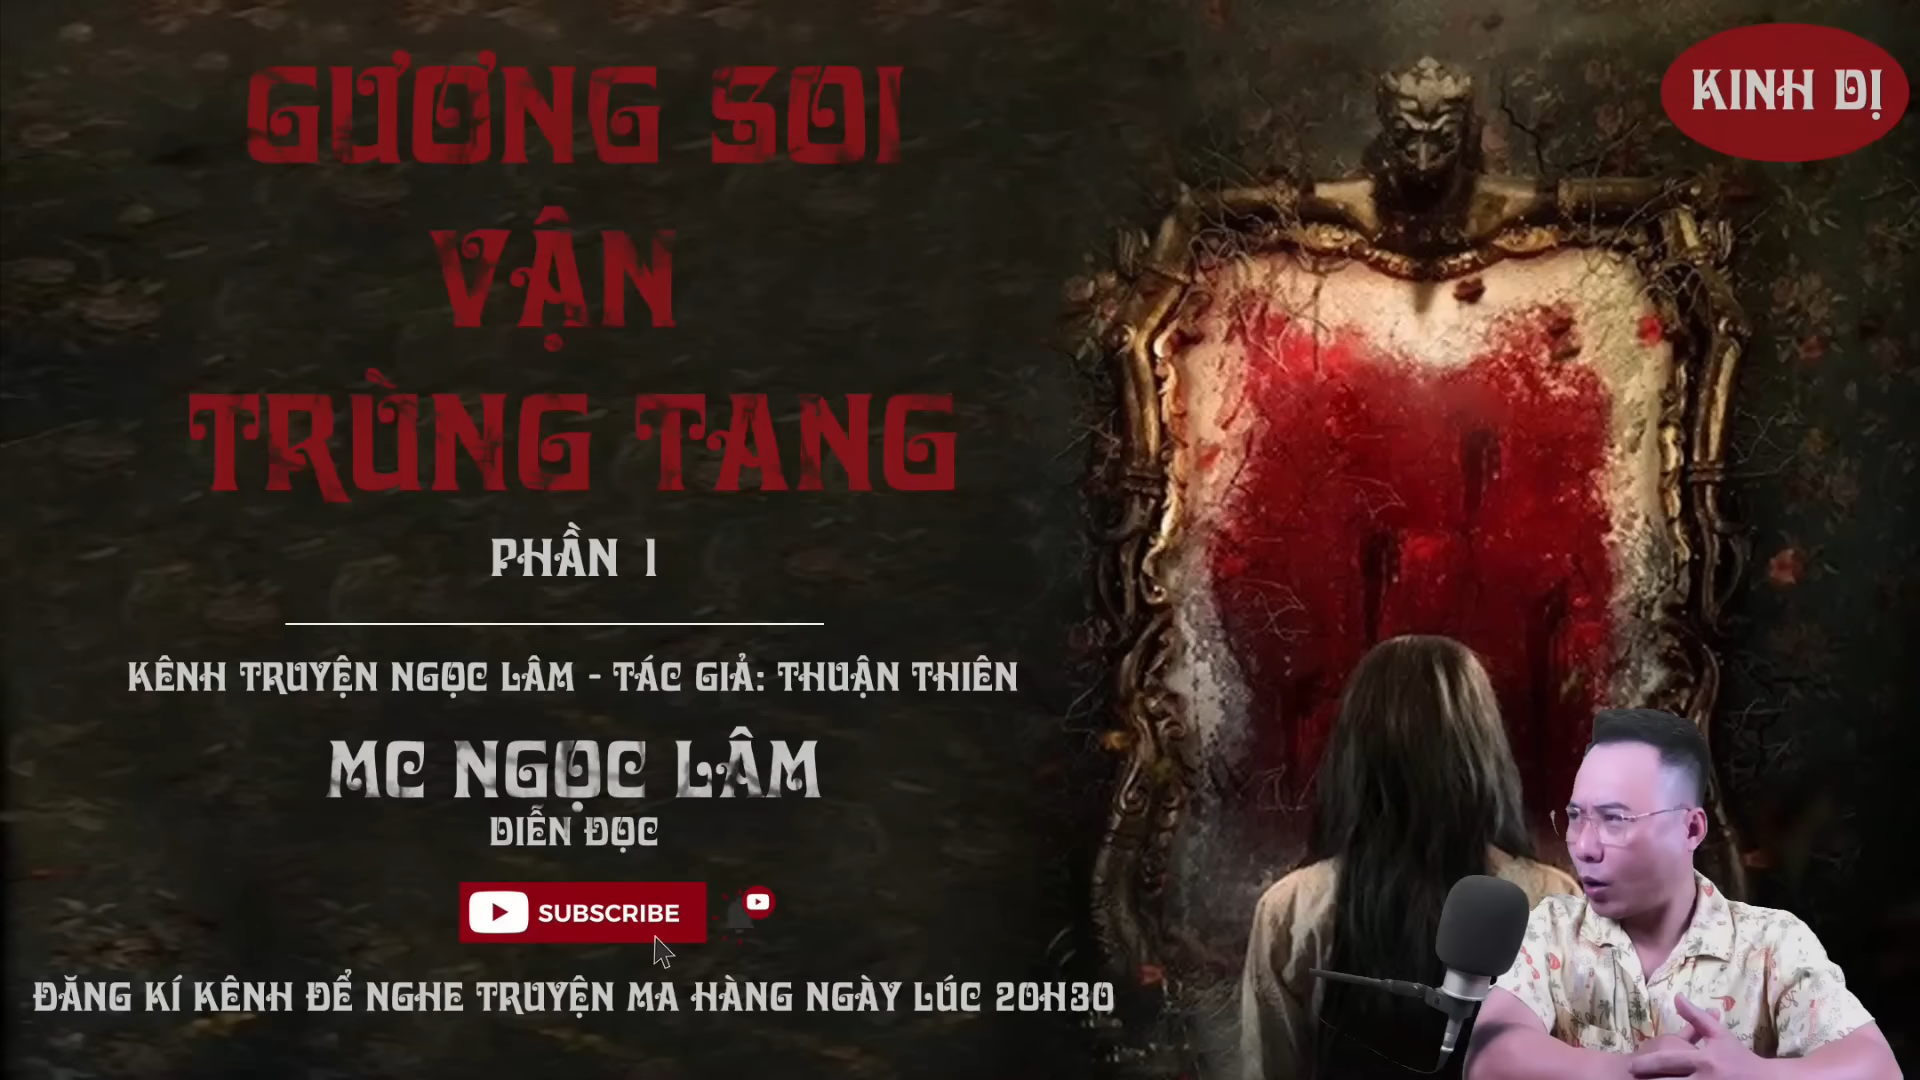 GƯƠNG SOI
VẬN
TRÙNG TANG
PHẦN 1
KÊNH TRUYỆN NGỌC LÂM - TÁC GIẢ: THUẬN THIÊN
MC NGỌC LÂM
DIỄN ĐỌC
SUBSCRIBE
ĐĂNG KÍ KÊNH ĐỂ NGHE TRUYỆN MA HÀNG NGÀY LÚC 20H30
KINH DỊ